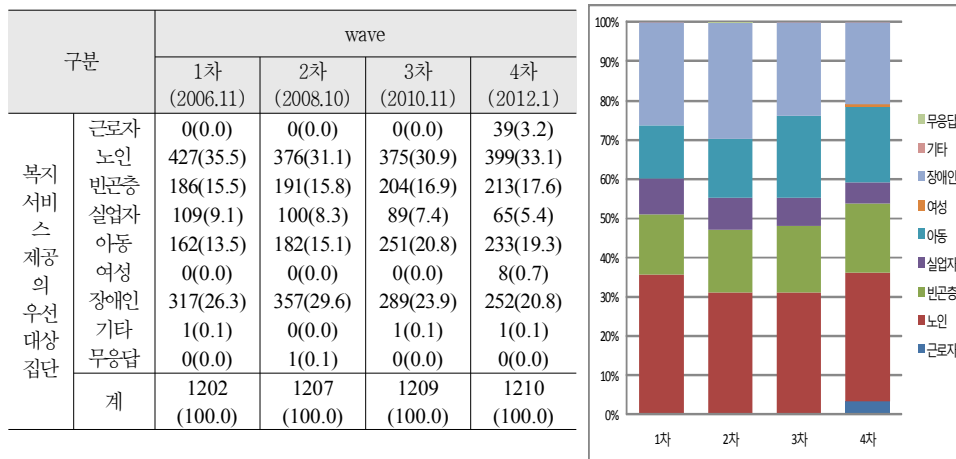 구분
wave
1차 2차 3차 4차
(2006.11) (2008.10) (2010.11) (2012.1)
복지
서비
스
제공
의
우선
대상
집단
근로자 0(0.0) 0(0.0) 0(0.0) 39(3.2)
노인 427(35.5) 376(31.1) 375(30.9) 399(33.1)
빈곤층 186(15.5) 191(15.8) 204(16.9) 213(17.6)
실업자 109(9.1) 100(8.3) 89(7.4) 65(5.4)
아동 162(13.5) 182(15.1) 251(20.8) 233(19.3)
여성 0(0.0) 0(0.0) 0(0.0) 8(0.7)
장애인 317(26.3) 357(29.6) 289(23.9) 252(20.8)
기타 1(0.1) 0(0.0) 1(0.1) 1(0.1)
무응답 0(0.0) 1(0.1) 0(0.0) 0(0.0)
계 1202 1207 1209 1210
(100.0) (100.0) (100.0) (100.0)
100%
90%
80%
70%
60%
50%
40%
30%
20%
10%
0%
1차 2차 3차 4차
무응답
기타
장애인
여성
아동
실업자
빈곤층
노인
근로자